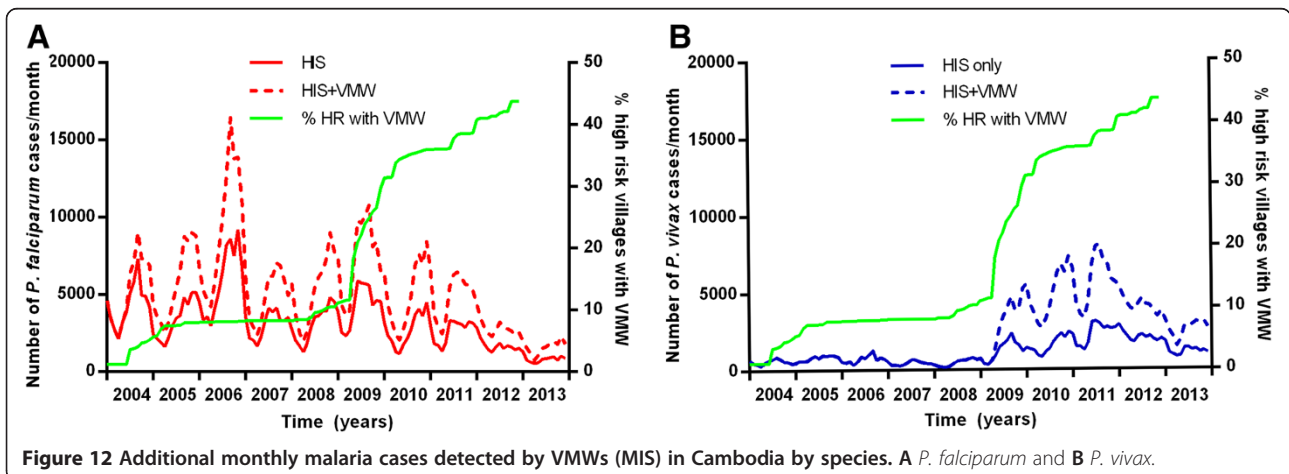 A
HIS
HIS+VMW
% HR with VMW
20000
15000
10000
5000
0
Number of P. falciparum cases/month
50
40
30
20
10
0
% high risk villages with VMW
2004 2005 2006 2007 2008 2009 2010 2011 2012 2013
Time (years)
B
HIS only
HIS+VMW
% HR with VMW
20000
15000
10000
5000
0
Number of P. vivax cases/month
50
40
30
20
10
0
% high risk villages with VMW
2004 2005 2006 2007 2008 2009 2010 2011 2012 2013
Time (years)
Figure 12 Additional monthly malaria cases detected by VMWs (MIS) in Cambodia by species. A P. falciparum and B P. vivax.